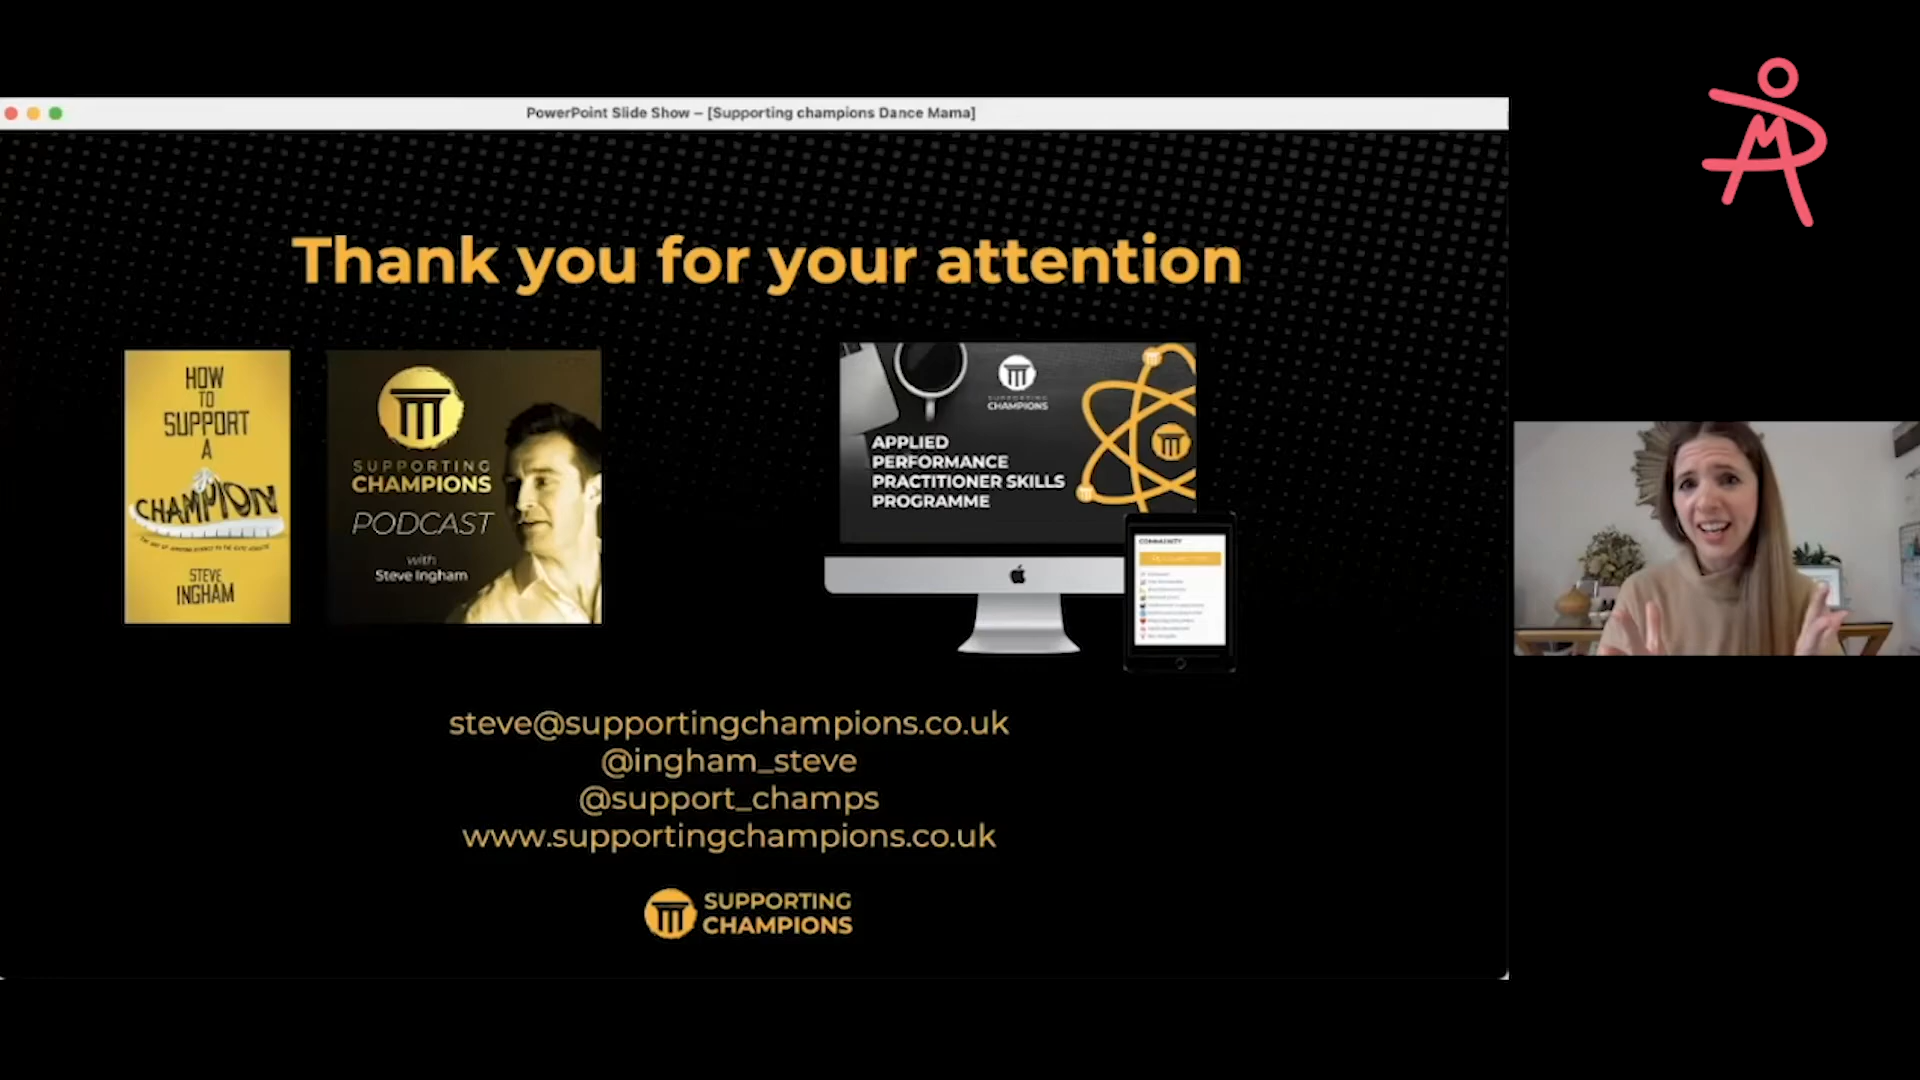 PowerPoint Slide Show – [Supporting champions Dance Mama]
Thank you for your attention
HOW
TO
SUPPORT
A
CHAMPION
STEVE
INGHAM
SUPPORTING
CHAMPIONS
PODCAST
with
Steve Ingham
SUPPORTING
CHAMPIONS
APPLIED
PERFORMANCE
PRACTITIONER SKILLS
PROGRAMME
COMMUNITY
steve@supportingchampions.co.uk
@ingham_steve
@support_champs
www.supportingchampions.co.uk
SUPPORTING
CHAMPIONS